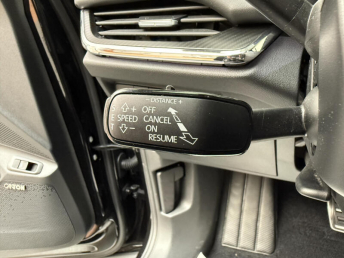 − DISTANCE +
+ OFF
E SPEED CANCEL
T − ON
RESUME